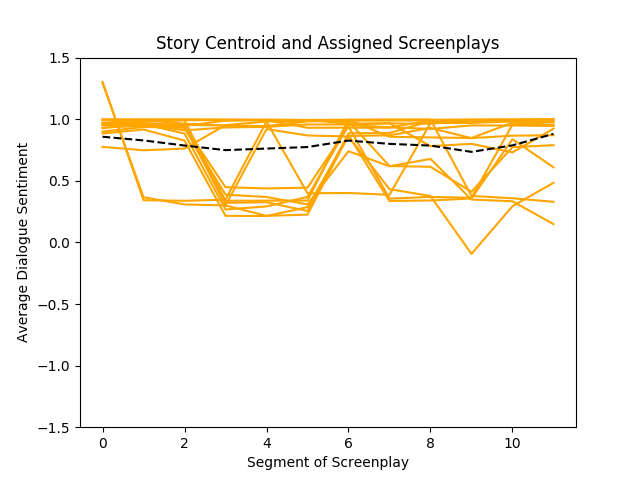 Story Centroid and Assigned Screenplays
1.5
1.0
0.5
0.0
−0.5
−1.0
−1.5
Average Dialogue Sentiment
0 2 4 6 8 10
Segment of Screenplay